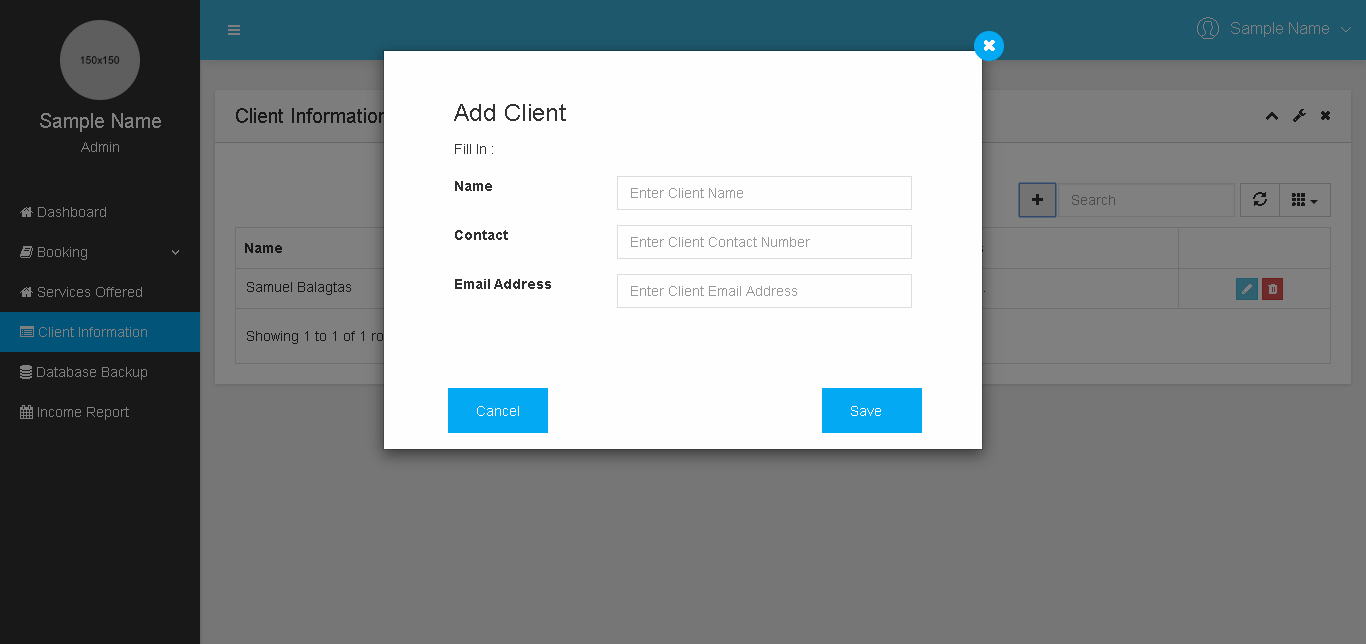 150x150
Sample Name
Admin
Dashboard
Booking
Services Offered
Client Information
Database Backup
Income Report
Sample Name
Client Information
Search
Name
Samuel Balagtas
Showing 1 to 1 of 1 ro
Add Client
Fill In :
Name
Enter Client Name
Contact
Enter Client Contact Number
Email Address
Enter Client Email Address
Cancel
Save